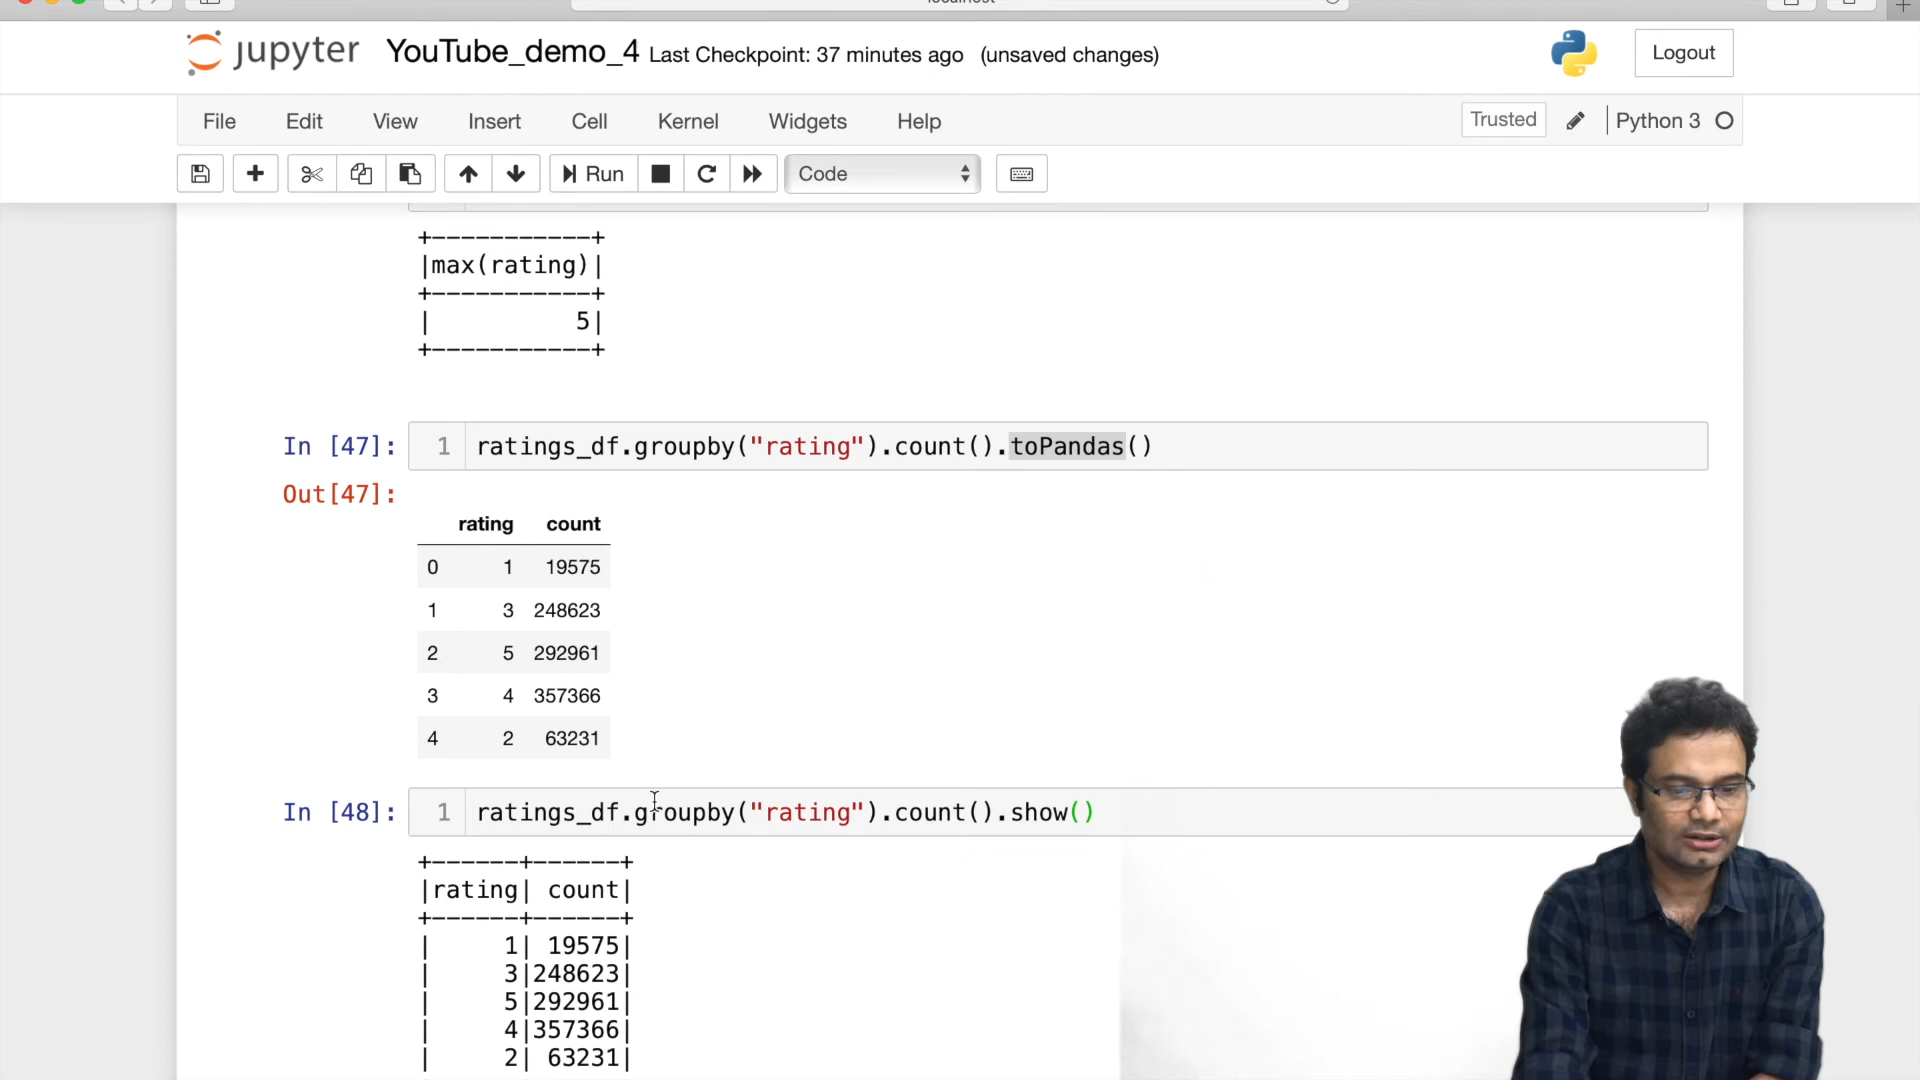 jupyter YouTube_demo_4 Last Checkpoint: 37 minutes ago (unsaved changes) Logout
File Edit View Insert Cell Kernel Widgets Help Trusted Python 3
Run Code
+-----------+
|max(rating)|
+-----------+
|          5|
+-----------+
In [47]: 1 ratings_df.groupby("rating").count().toPandas()
Out[47]:
rating count
0 1 19575
1 3 248623
2 5 292961
3 4 357366
4 2 63231
In [48]: 1 ratings_df.groupby("rating").count().show()
+------+------+
|rating| count|
+------+------+
|     1| 19575|
|     3|248623|
|     5|292961|
|     4|357366|
|     2| 63231|